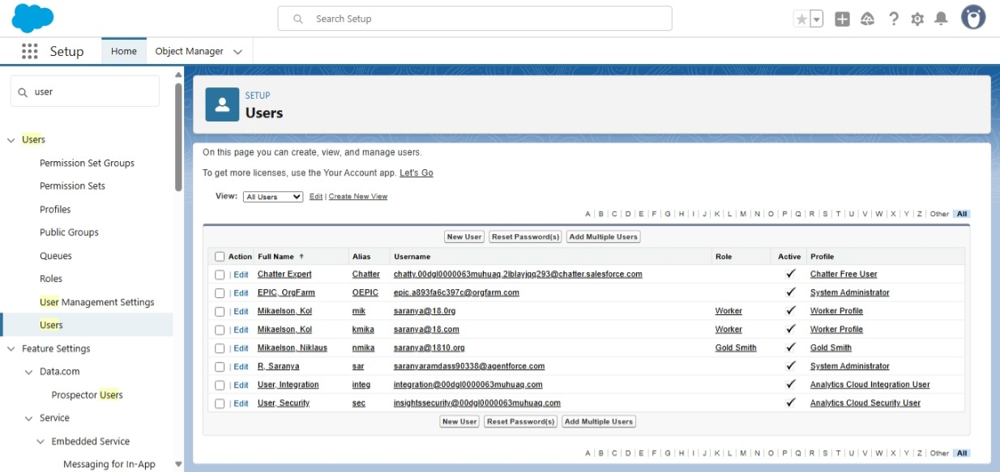 Search Setup
Setup Home Object Manager
user
Users
Permission Set Groups
Permission Sets
Profiles
Public Groups
Queues
Roles
User Management Settings
Users
Feature Settings
Data.com
Prospector Users
Service
Embedded Service
Messaging for In-App
SETUP
Users
On this page you can create, view, and manage users.
To get more licenses, use the Your Account app. Let's Go
View: All Users Edit | Create New View
A | B | C | D | E | F | G | H | I | J | K | L | M | N | O | P | Q | R | S | T | U | V | W | X | Y | Z | Other All
New User Reset Password(s) Add Multiple Users
Action Full Name ↑ Alias Username Role Active Profile
| Edit Chatter Expert Chatter chatty.00dgl0000063muhuaq.2lblayjqq293@chatter.salesforce.com ✓ Chatter Free User
| Edit EPIC, OrgFarm OEPIC epic.a893fa6c397c@orgfarm.com ✓ System Administrator
| Edit Mikaelson, Kol mik saranya@18.0rg Worker ✓ Worker Profile
| Edit Mikaelson, Kol kmika saranya@18.com Worker ✓ Worker Profile
| Edit Mikaelson, Niklaus nmika saranya@1810.org Gold Smith ✓ Gold Smith
| Edit R, Saranya sar saranyaramdass90338@agentforce.com ✓ System Administrator
| Edit User, Integration integ integration@00dgl0000063muhuaq.com ✓ Analytics Cloud Integration User
| Edit User, Security sec insightssecurity@00dgl0000063muhuaq.com ✓ Analytics Cloud Security User
New User Reset Password(s) Add Multiple Users
A | B | C | D | E | F | G | H | I | J | K | L | M | N | O | P | Q | R | S | T | U | V | W | X | Y | Z | Other All